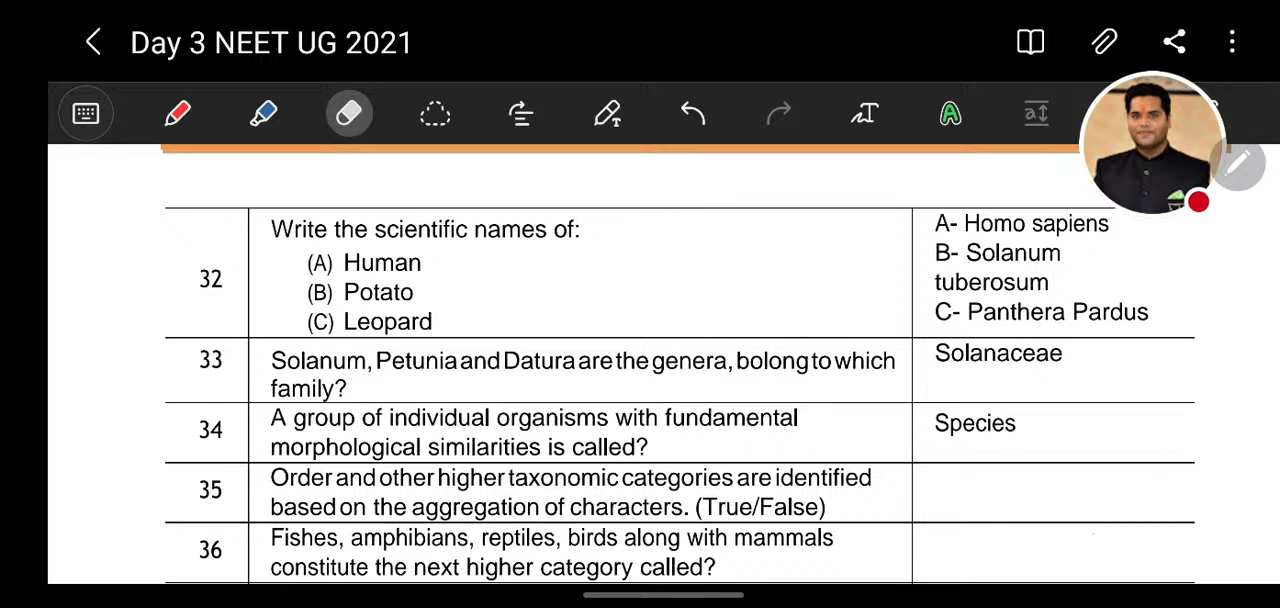 Day 3 NEET UG 2021
32
Write the scientific names of:
(A) Human
(B) Potato
(C) Leopard
A- Homo sapiens
B- Solanum
tuberosum
C- Panthera Pardus
33
Solanum, Petunia and Datura are the genera, bolong to which
family?
Solanaceae
34
A group of individual organisms with fundamental
morphological similarities is called?
Species
35
Order and other higher taxonomic categories are identified
based on the aggregation of characters. (True/False)
36
Fishes, amphibians, reptiles, birds along with mammals
constitute the next higher category called?